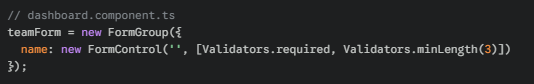 // dashboard.component.ts
teamForm = new FormGroup({
  name: new FormControl('', [Validators.required, Validators.minLength(3)])
});